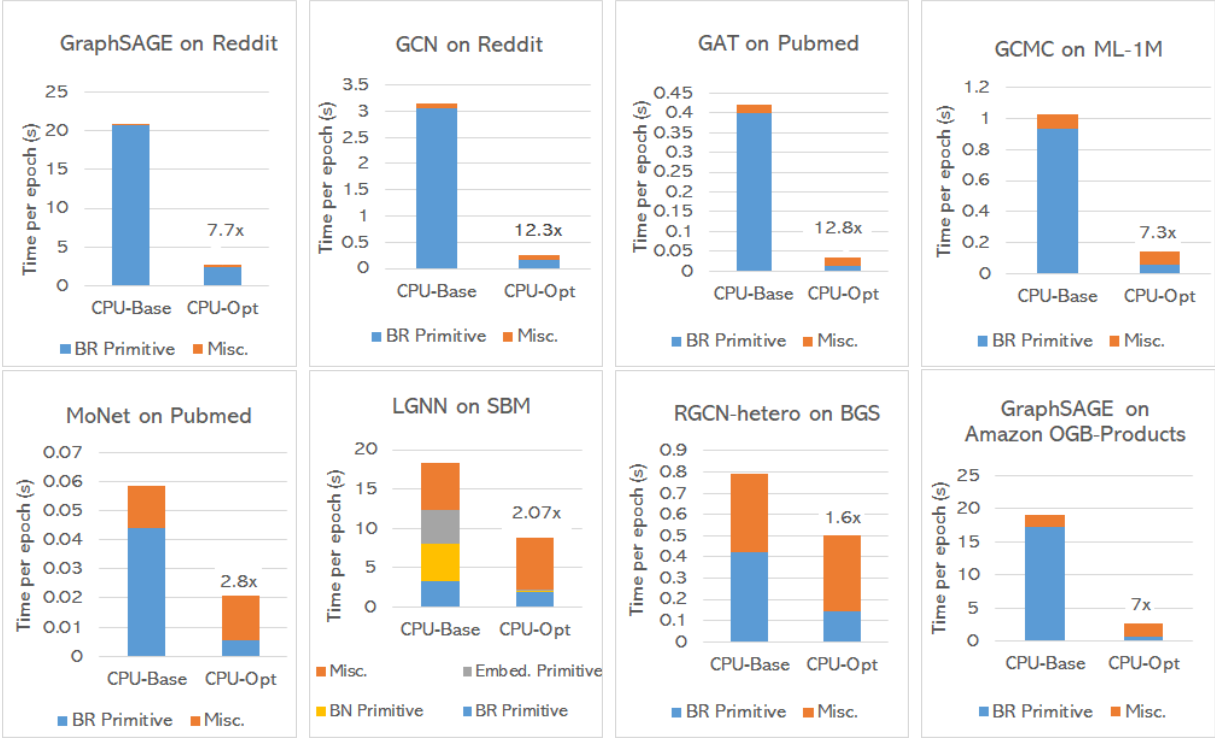 GraphSAGE on Reddit
Time per epoch (s)
25
20
15
10
5
0
7.7x
CPU-Base CPU-Opt
BR Primitive Misc.
GCN on Reddit
Time per epoch (s)
3.5
3
2.5
2
1.5
1
0.5
0
12.3x
CPU-Base CPU-Opt
BR Primitive Misc.
GAT on Pubmed
Time per epoch (s)
0.45
0.4
0.35
0.3
0.25
0.2
0.15
0.1
0.05
0
12.8x
CPU-Base CPU-Opt
BR Primitive Misc.
GCMC on ML-1M
Time per epoch (s)
1.2
1
0.8
0.6
0.4
0.2
0
7.3x
CPU-Base CPU-Opt
BR Primitive Misc.
MoNet on Pubmed
Time per epoch (s)
0.07
0.06
0.05
0.04
0.03
0.02
0.01
0
2.8x
CPU-Base CPU-Opt
BR Primitive Misc.
LGNN on SBM
Time per epoch (s)
20
15
10
5
0
2.07x
CPU-Base CPU-Opt
Misc. Embed. Primitive
BN Primitive BR Primitive
RGCN-hetero on BGS
Time per epoch (s)
0.9
0.8
0.7
0.6
0.5
0.4
0.3
0.2
0.1
0
1.6x
CPU-Base CPU-Opt
BR Primitive Misc.
GraphSAGE on
Amazon OGB-Products
Time per epoch (s)
25
20
15
10
5
0
7x
CPU-Base CPU-Opt
BR Primitive Misc.